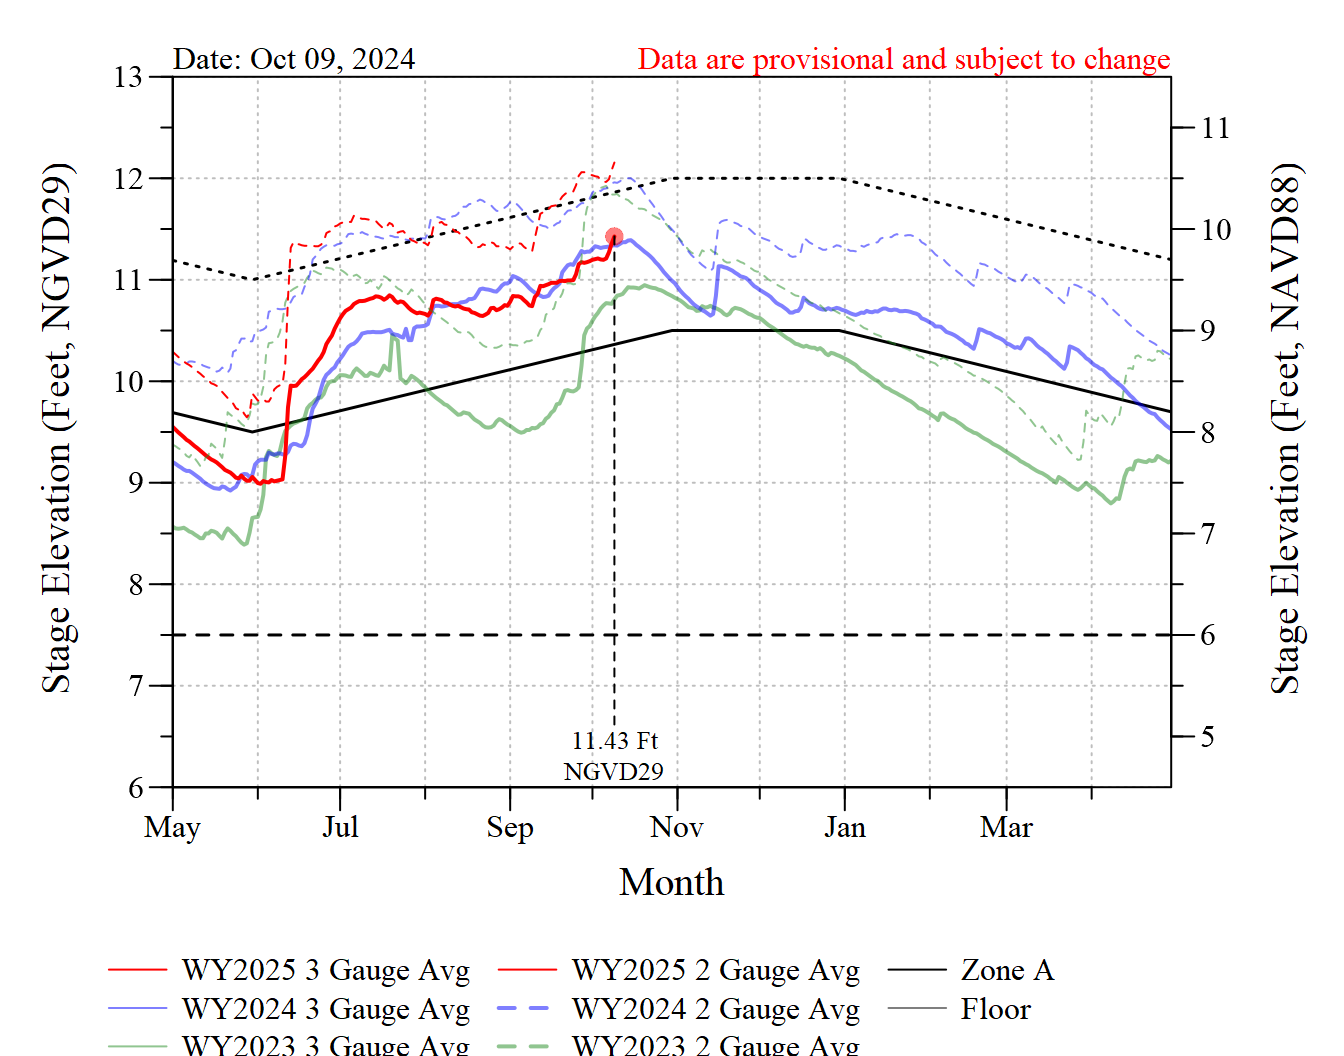 Date: Oct 09, 2024 Data are provisional and subject to change
13
12
11
10
9
8
7
6
Stage Elevation (Feet, NGVD29)
11
10
9
8
7
6
5
Stage Elevation (Feet, NAVD88)
11.43 Ft
NGVD29
May Jul Sep Nov Jan Mar
Month
WY2025 3 Gauge Avg WY2025 2 Gauge Avg Zone A
WY2024 3 Gauge Avg WY2024 2 Gauge Avg Floor
WY2023 3 Gauge Avg WY2023 2 Gauge Avg